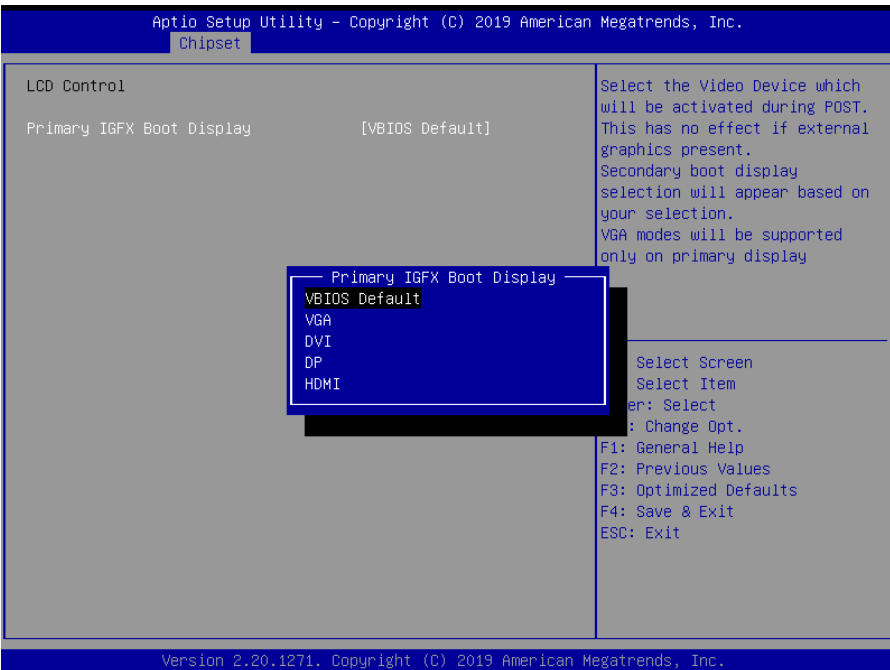 Aptio Setup Utility – Copyright (C) 2019 American Megatrends, Inc.
Chipset
LCD Control
Primary IGFX Boot Display [VBIOS Default]
Select the Video Device which
will be activated during POST.
This has no effect if external
graphics present.
Secondary boot display
selection will appear based on
your selection.
VGA modes will be supported
only on primary display
Primary IGFX Boot Display
VBIOS Default
VGA
DVI
DP
HDMI
Select Screen
Select Item
er: Select
: Change Opt.
F1: General Help
F2: Previous Values
F3: Optimized Defaults
F4: Save & Exit
ESC: Exit
Version 2.20.1271. Copyright (C) 2019 American Megatrends, Inc.